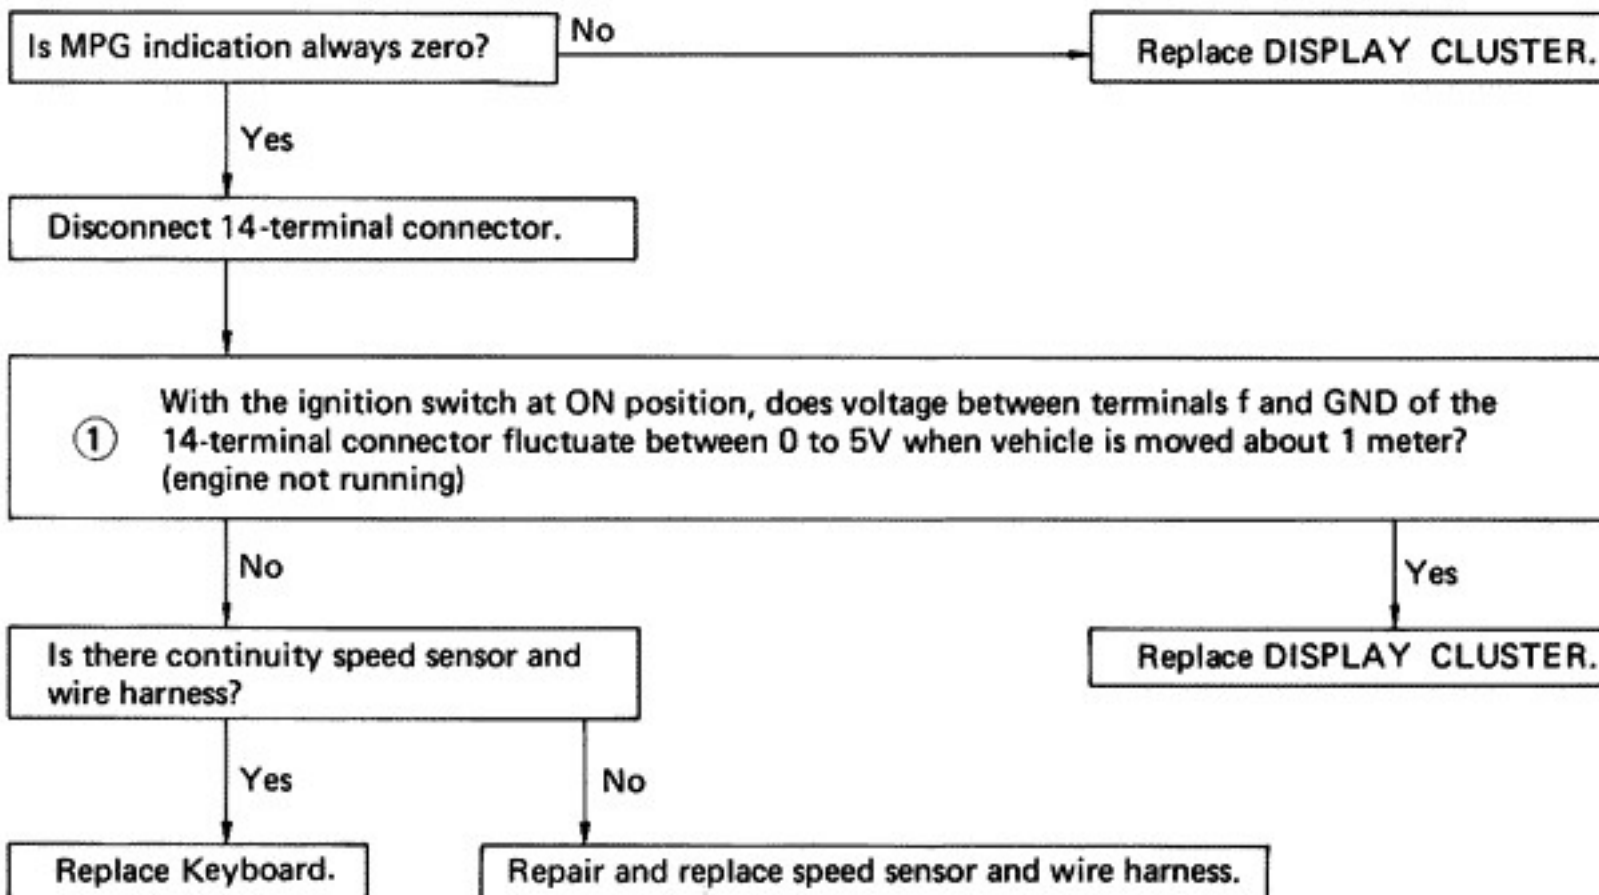 Is MPG indication always zero?
No
Replace DISPLAY CLUSTER.
Yes
Disconnect 14-terminal connector.
① With the ignition switch at ON position, does voltage between terminals f and GND of the
14-terminal connector fluctuate between 0 to 5V when vehicle is moved about 1 meter?
(engine not running)
No
Yes
Is there continuity speed sensor and
wire harness?
Replace DISPLAY CLUSTER.
Yes
No
Replace Keyboard.
Repair and replace speed sensor and wire harness.